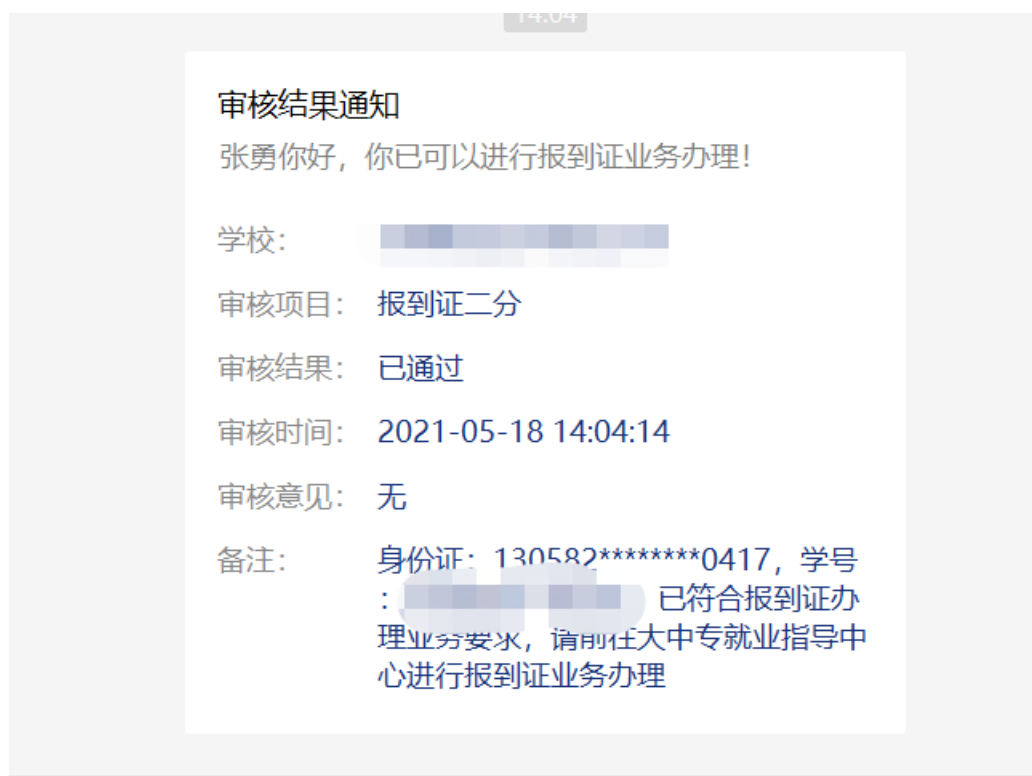 14:04
审核结果通知
张勇你好，你已可以进行报到证业务办理！
学校：
审核项目： 报到证二分
审核结果： 已通过
审核时间： 2021-05-18 14:04:14
审核意见： 无
备注： 身份证：130582********0417，学号
： 已符合报到证办
理业务要求，请前往大中专就业指导中
心进行报到证业务办理